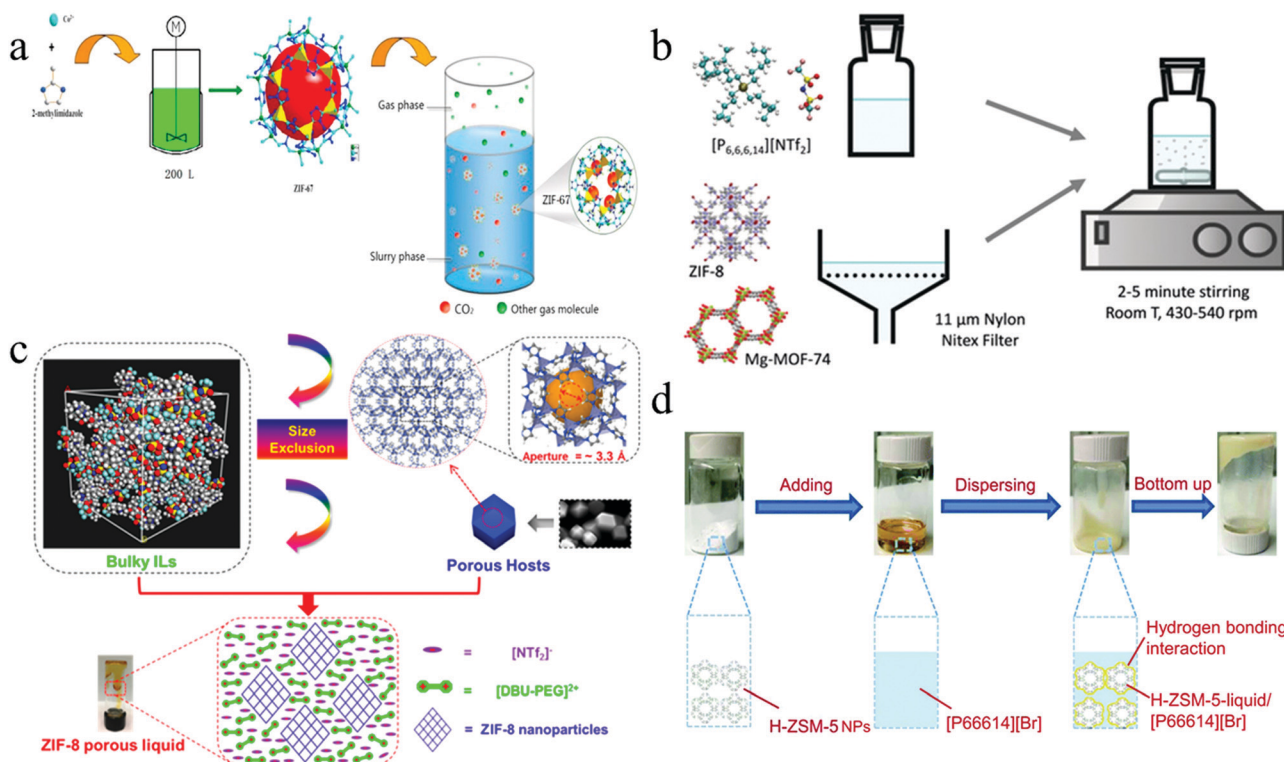 a
Co²⁺
+
2-methylimidazole
M
200 L
ZIF-67
Gas phase
ZIF-67
Slurry phase
CO₂
Other gas molecule
b
[P₆,₆,₆,₁₄][NTf₂]
ZIF-8
Mg-MOF-74
11 μm Nylon
Nitex Filter
2-5 minute stirring
Room T, 430-540 rpm
c
Bulky ILs
Size
Exclusion
Aperture = ~ 3.3 Å
Porous Hosts
ZIF-8 porous liquid
= [NTf₂]⁻
= [DBU-PEG]²⁺
= ZIF-8 nanoparticles
d
Adding
Dispersing
Bottom up
H-ZSM-5 NPs
[P66614][Br]
Hydrogen bonding
interaction
H-ZSM-5-liquid/
[P66614][Br]